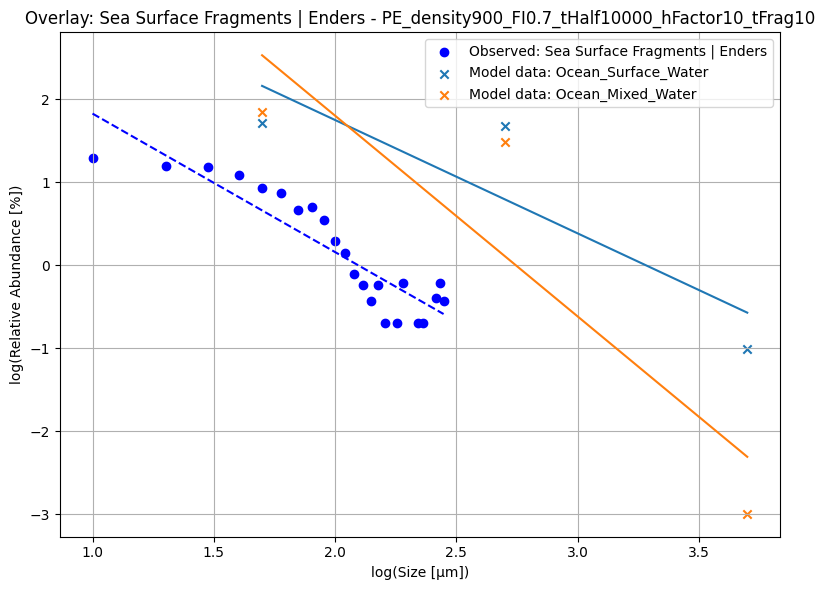 Overlay: Sea Surface Fragments | Enders - PE_density900_FI0.7_tHalf10000_hFactor10_tFrag10
Observed: Sea Surface Fragments | Enders
Model data: Ocean_Surface_Water
Model data: Ocean_Mixed_Water
log(Relative Abundance [%])
2
1
0
−1
−2
−3
1.0 1.5 2.0 2.5 3.0 3.5
log(Size [µm])